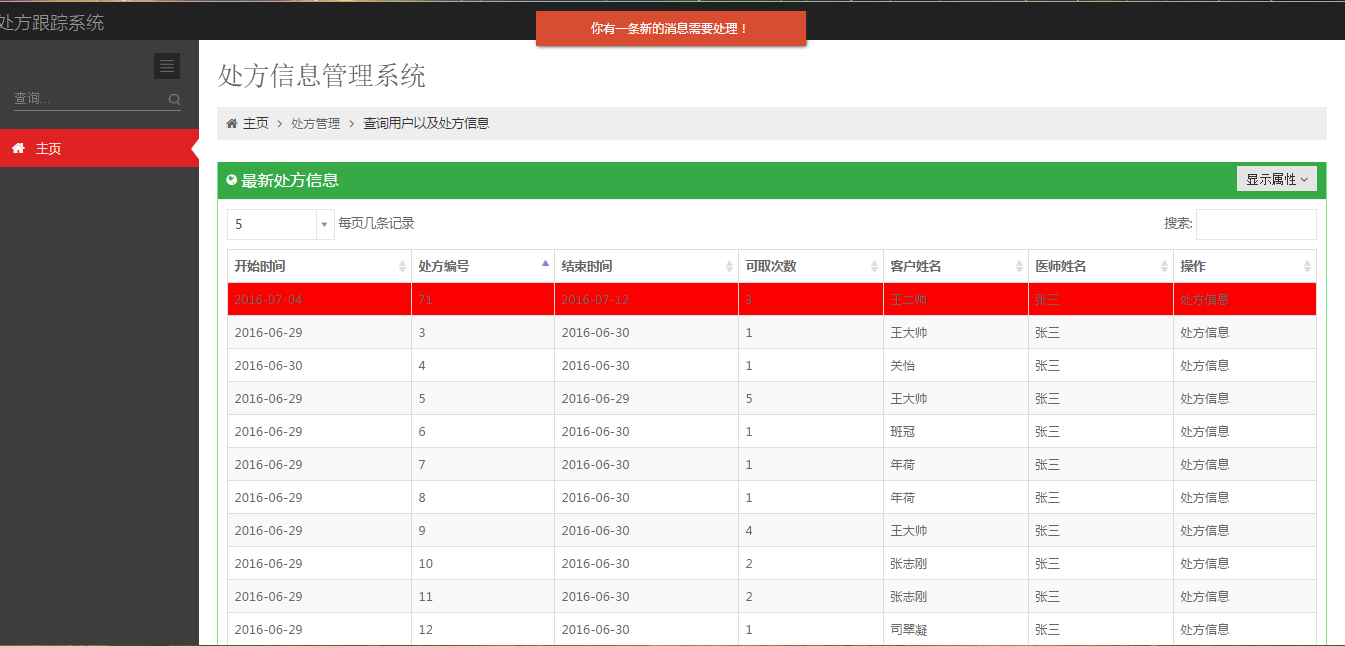 处方跟踪系统
你有一条新的消息需要处理！
查询...
主页
处方信息管理系统
主页 > 处方管理 > 查询用户以及处方信息
最新处方信息
显示属性
5 每页几条记录
搜索:
开始时间 处方编号 结束时间 可取次数 客户姓名 医师姓名 操作
2016-07-04 71 2016-07-12 3 王二帅 张三 处方信息
2016-06-29 3 2016-06-30 1 王大帅 张三 处方信息
2016-06-30 4 2016-06-30 1 关怡 张三 处方信息
2016-06-29 5 2016-06-29 5 王大帅 张三 处方信息
2016-06-29 6 2016-06-30 1 班冠 张三 处方信息
2016-06-29 7 2016-06-30 1 年荷 张三 处方信息
2016-06-29 8 2016-06-30 1 年荷 张三 处方信息
2016-06-29 9 2016-06-30 4 王大帅 张三 处方信息
2016-06-29 10 2016-06-30 2 张志刚 张三 处方信息
2016-06-29 11 2016-06-30 2 张志刚 张三 处方信息
2016-06-29 12 2016-06-30 1 司翠凝 张三 处方信息